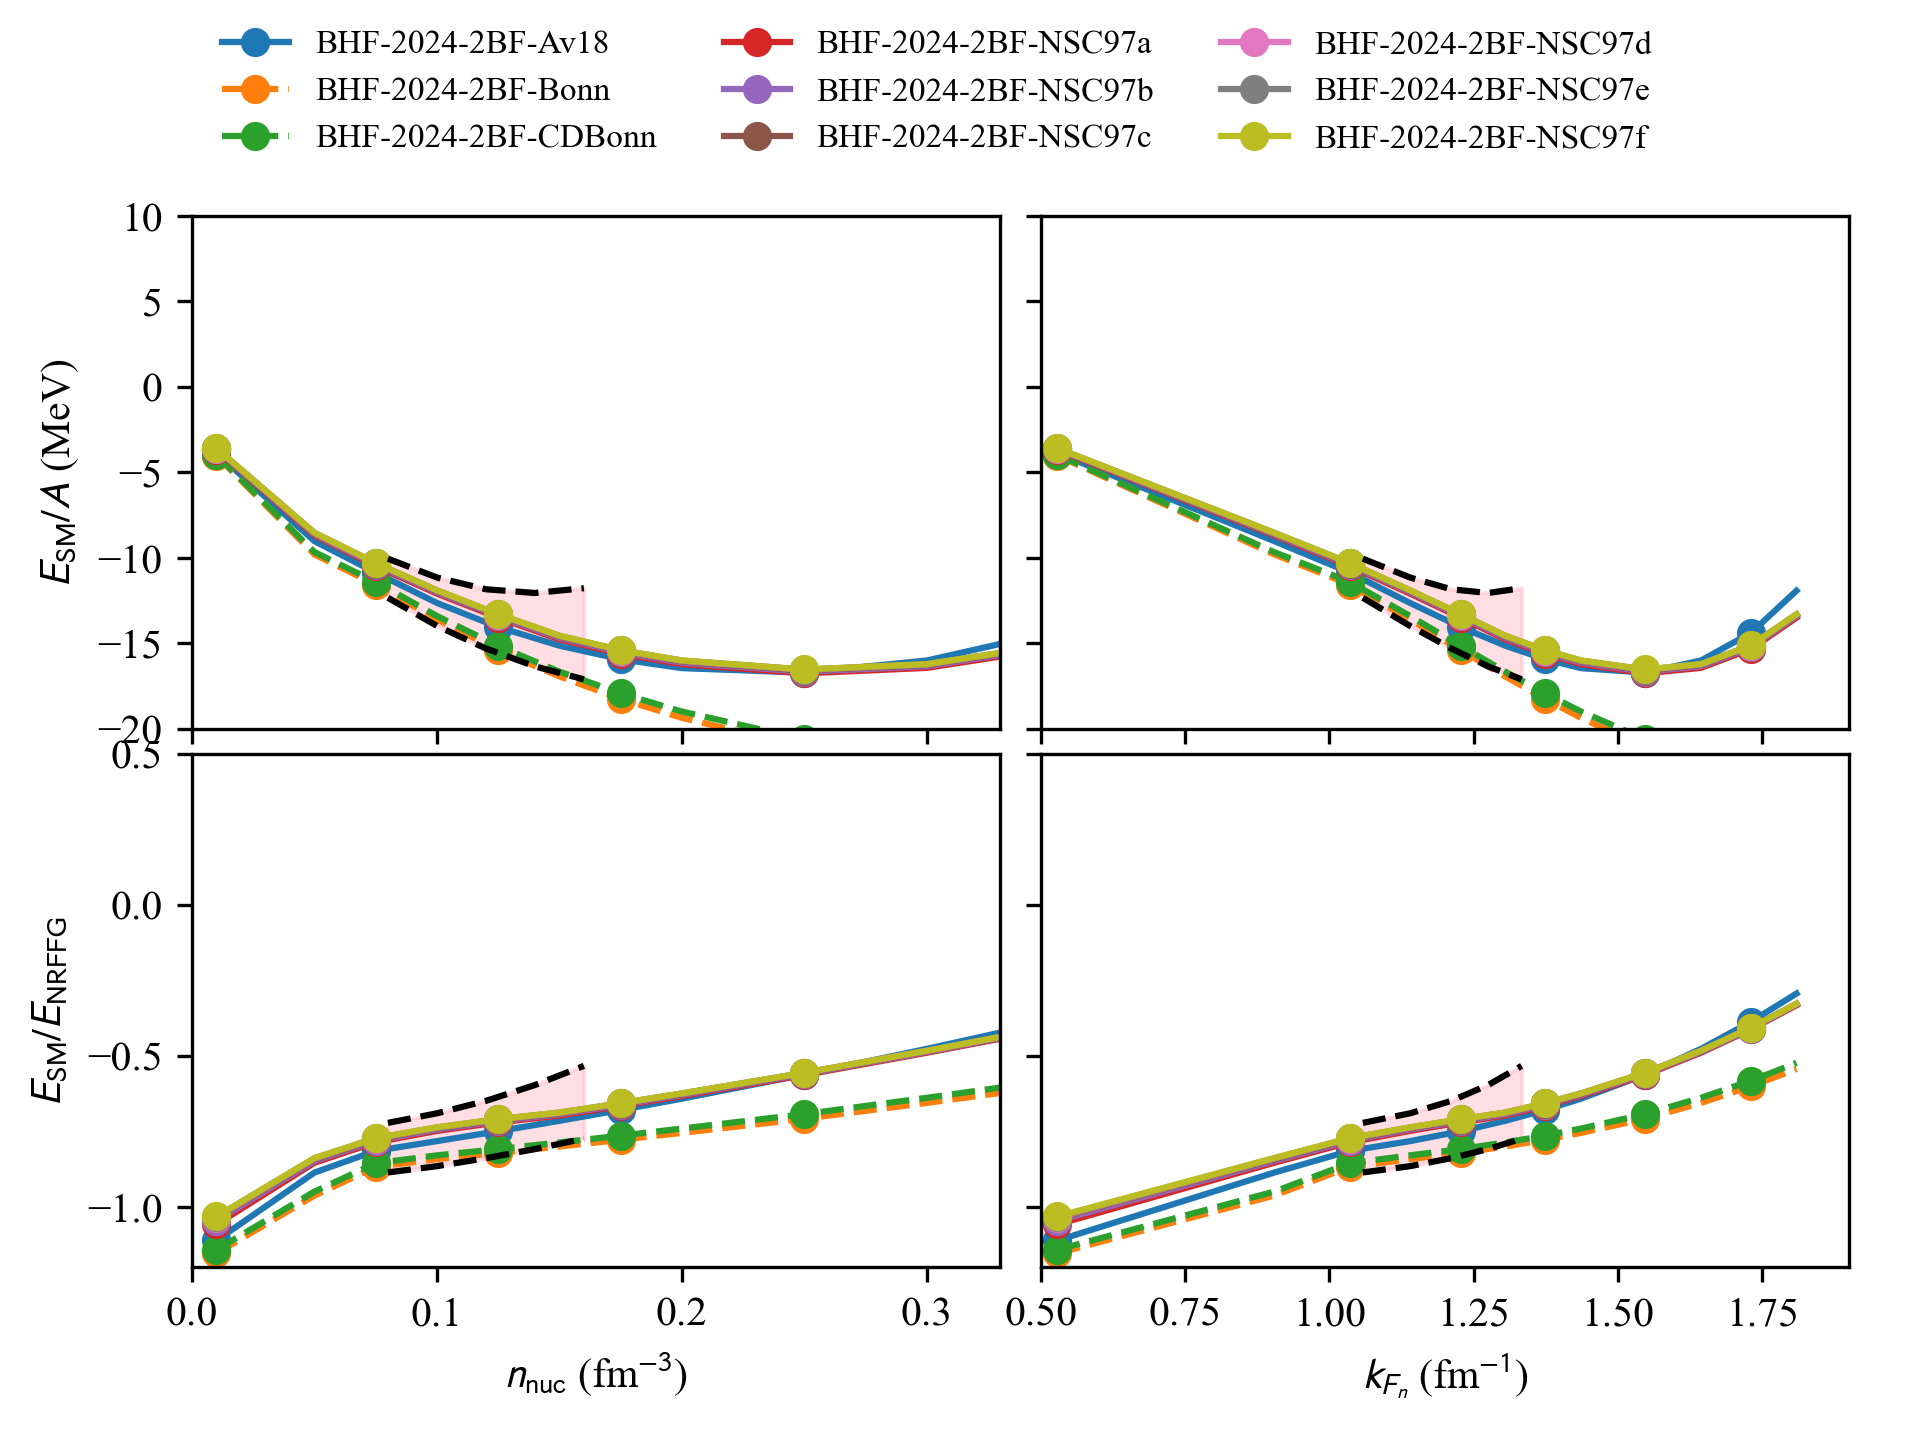 BHF-2024-2BF-Av18
BHF-2024-2BF-Bonn
BHF-2024-2BF-CDBonn
BHF-2024-2BF-NSC97a
BHF-2024-2BF-NSC97b
BHF-2024-2BF-NSC97c
BHF-2024-2BF-NSC97d
BHF-2024-2BF-NSC97e
BHF-2024-2BF-NSC97f
E_SM/A (MeV)
10
5
0
−5
−10
−15
−20
E_SM/E_NRFFG
0.5
0.0
−0.5
−1.0
0.0 0.1 0.2 0.3
n_nuc (fm⁻³)
0.50 0.75 1.00 1.25 1.50 1.75
k_{F_n} (fm⁻¹)